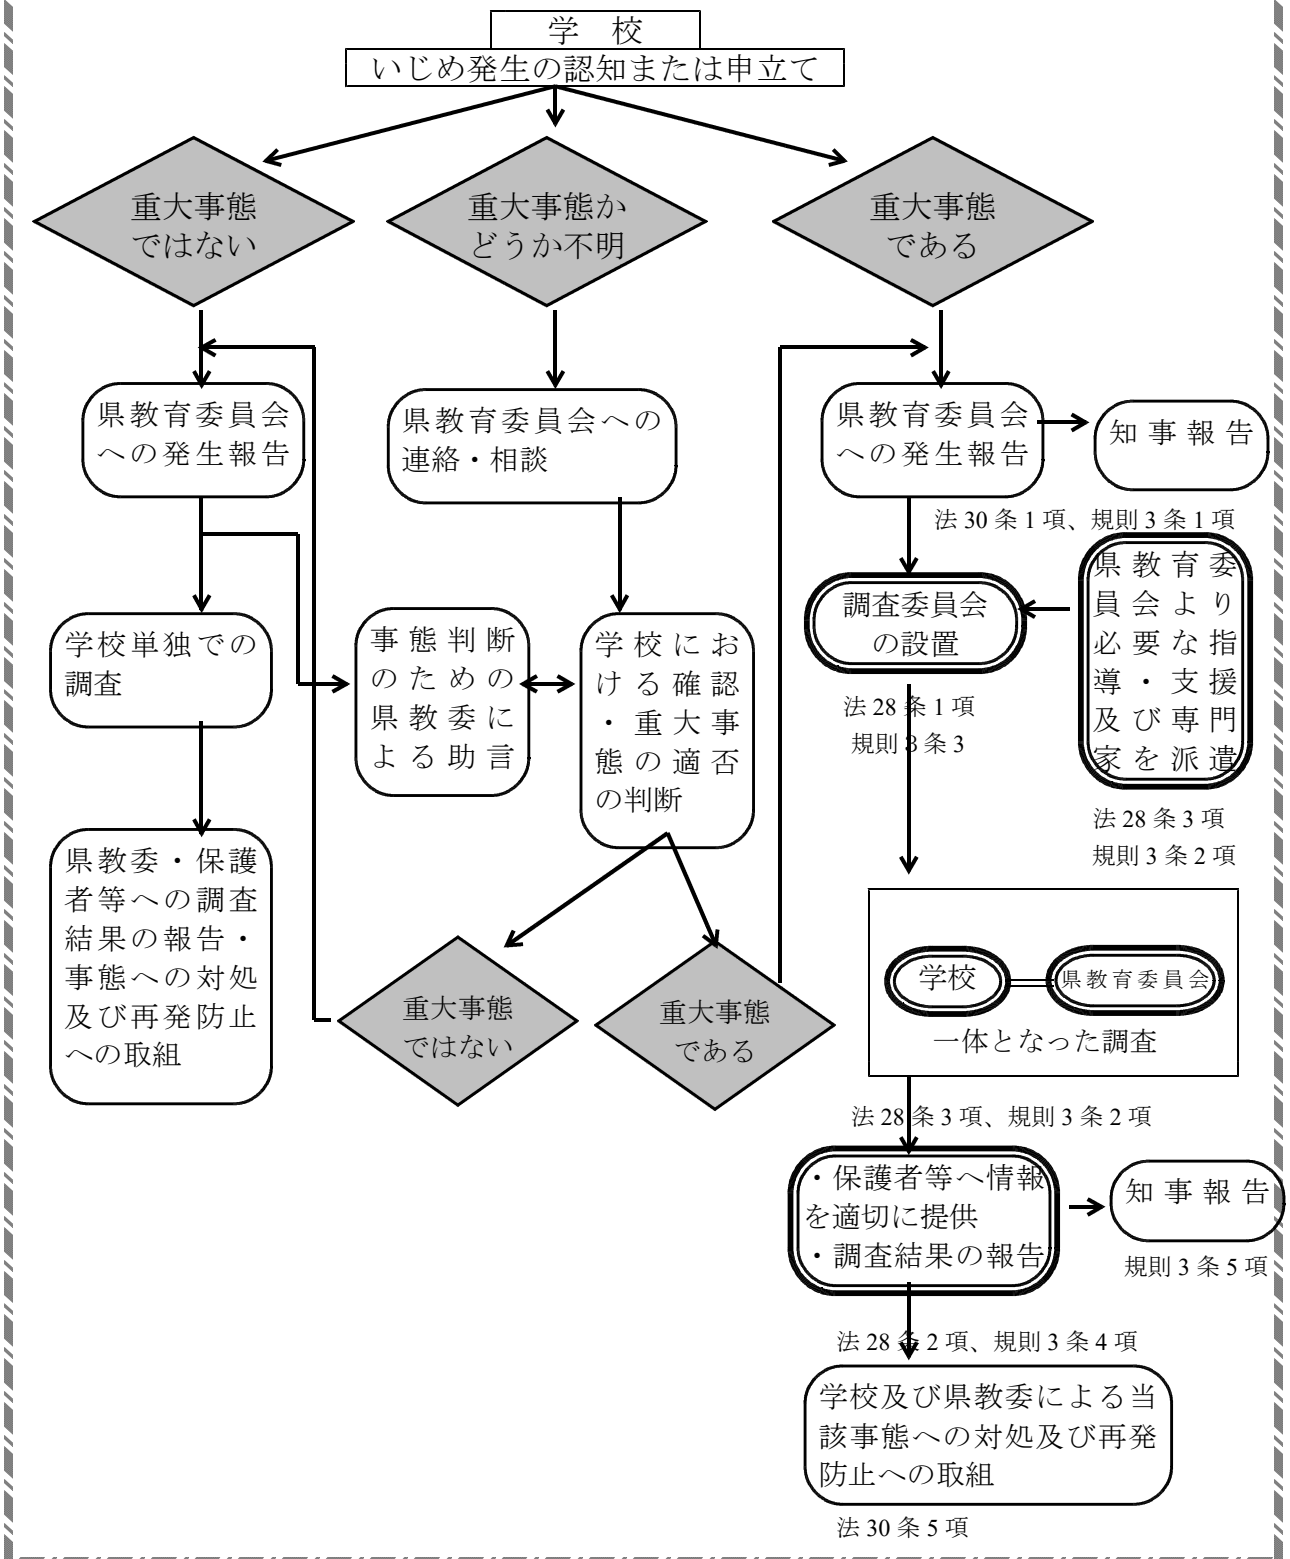 学　校
いじめ発生の認知または申立て
重大事態
ではない
重大事態か
どうか不明
重大事態
である
県教育委員会
への発生報告
県教育委員会への
連絡・相談
県教育委員会
への発生報告
知事報告
法 30 条 1 項、規則 3 条 1 項
学校単独での
調査
事態判断
のための
県教委に
よる助言
学校にお
ける確認
・重大事
態の適否
の判断
調査委員会
の設置
法 28 条 1 項
規則 3 条 3
県教育委
員会より
必要な指
導・支援
及び専門
家を派遣
法 28 条 3 項
規則 3 条 2 項
県教委・保護
者等への調査
結果の報告・
事態への対処
及び再発防止
への取組
重大事態
ではない
重大事態
である
学校
県教育委員会
一体となった調査
法 28 条 3 項、規則 3 条 2 項
・保護者等へ情報
を適切に提供
・調査結果の報告
知事報告
規則 3 条 5 項
法 28 条 2 項、規則 3 条 4 項
学校及び県教委による当
該事態への対処及び再発
防止への取組
法 30 条 5 項